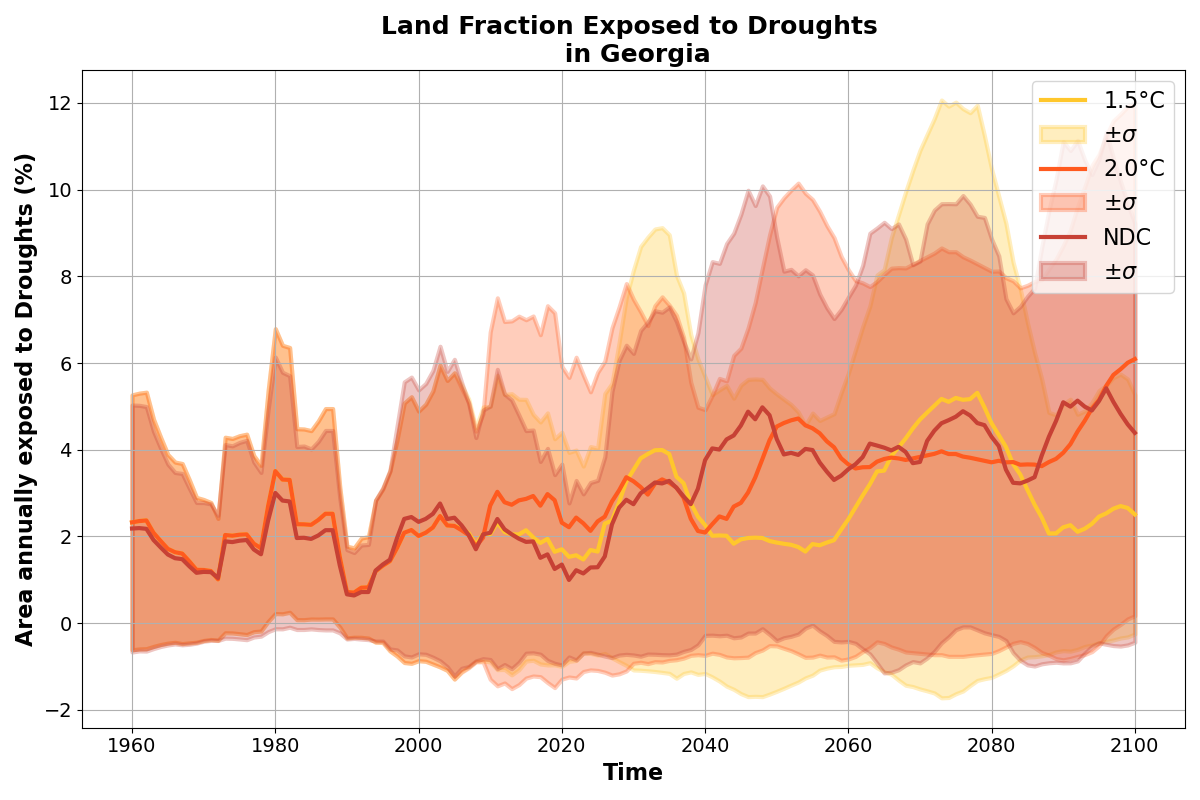 Land Fraction Exposed to Droughts
in Georgia
Area annually exposed to Droughts (%)
12
10
8
6
4
2
0
−2
1.5°C
±σ
2.0°C
±σ
NDC
±σ
1960 1980 2000 2020 2040 2060 2080 2100
Time